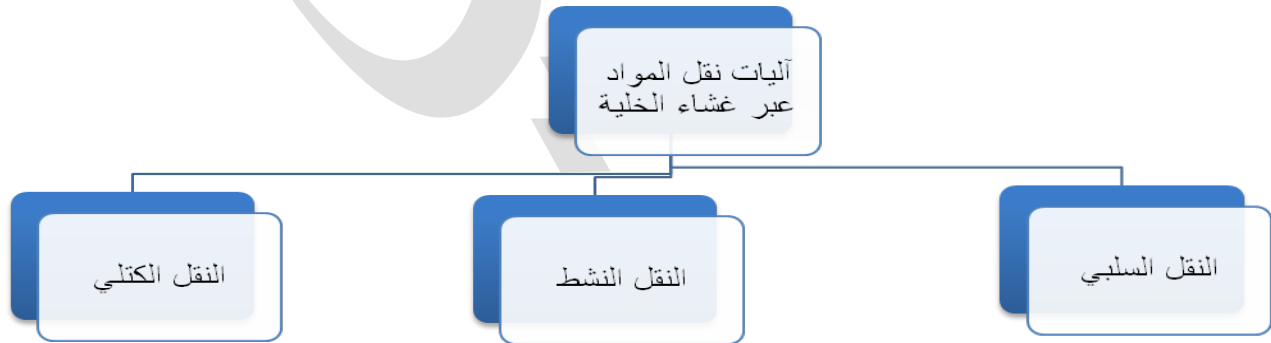 آليات نقل المواد
عبر غشاء الخلية
النقل السلبي
النقل النشط
النقل الكتلي